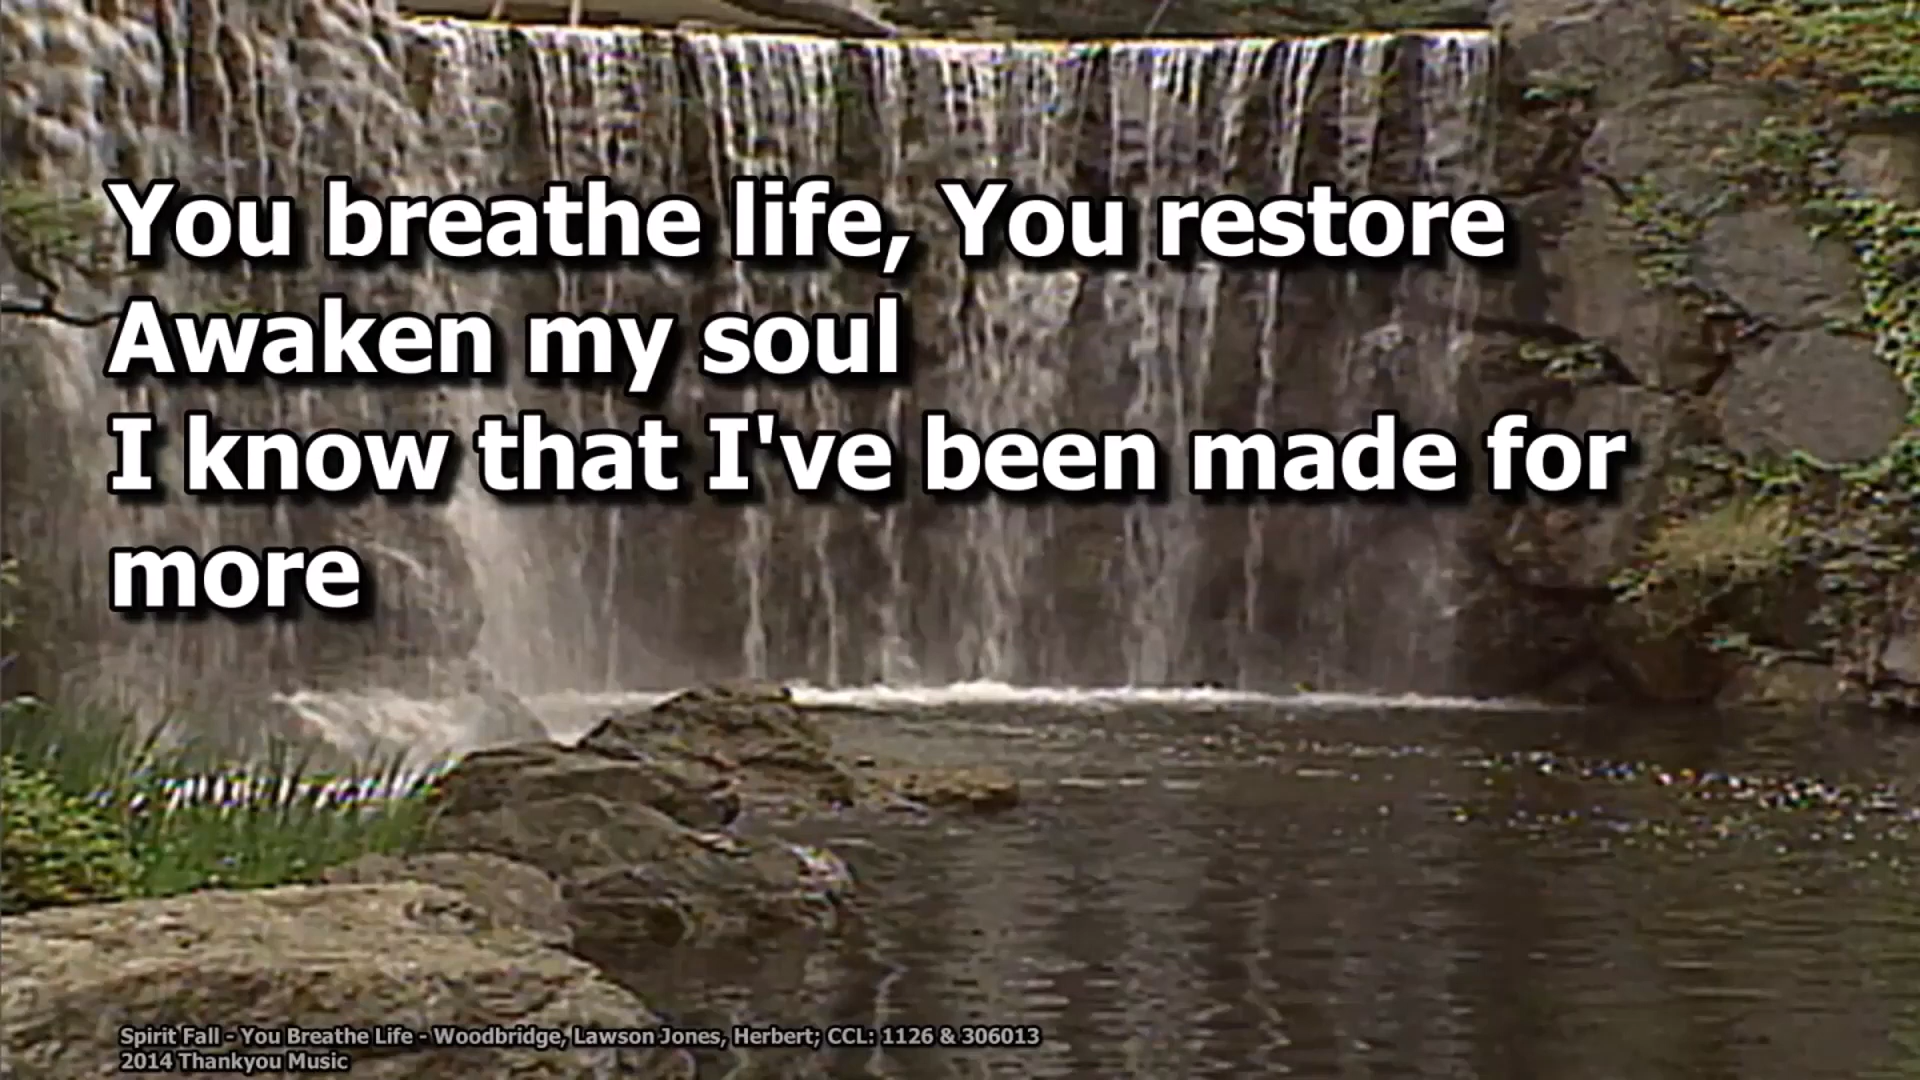 You breathe life, You restore
Awaken my soul
I know that I've been made for
more
Spirit Fall - You Breathe Life - Woodbridge, Lawson Jones, Herbert; CCL: 1126 & 306013
2014 Thankyou Music